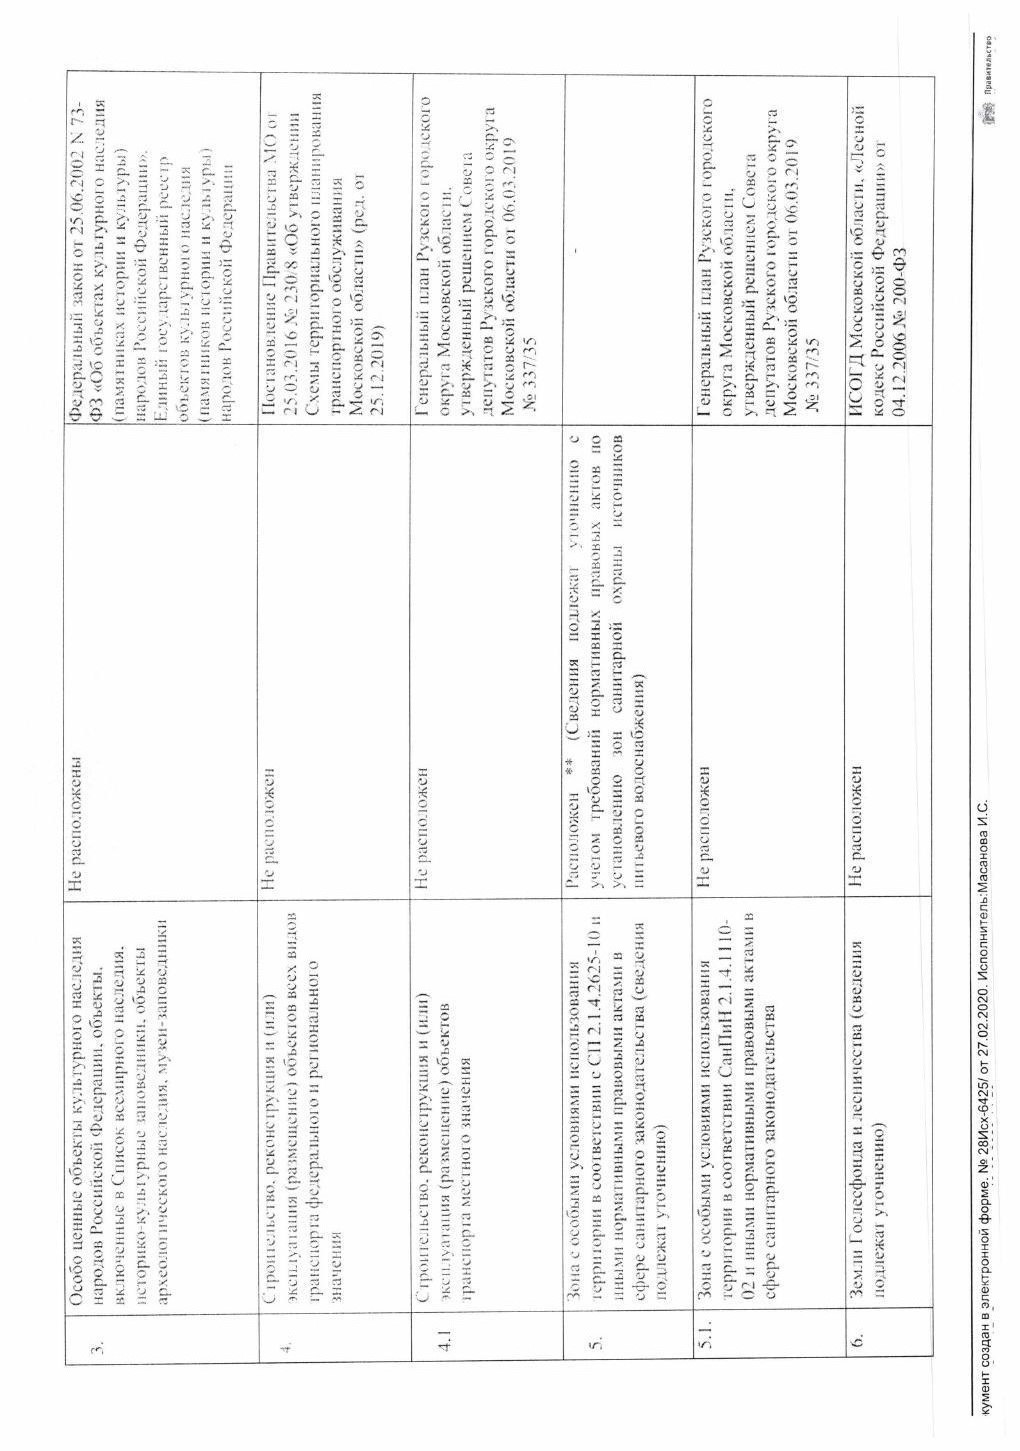 3.
Особо ценные объекты культурного наследия
народов Российской Федерации, объекты,
включенные в Список всемирного наследия,
историко-культурные заповедники, объекты
археологического наследия, музеи-заповедники
Не расположены
Федеральный закон от 25.06.2002 N 73-
ФЗ «Об объектах культурного наследия
(памятниках истории и культуры)
народов Российской Федерации».
Единый государственный реестр
объектов культурного наследия
(памятников истории и культуры)
народов Российской Федерации
4.
Строительство, реконструкция и (или)
эксплуатация (размещение) объектов всех видов
транспорта федерального и регионального
значения
Не расположен
Постановление Правительства МО от
25.03.2016 № 230/8 «Об утверждении
Схемы территориального планирования
транспортного обслуживания
Московской области» (ред. от
25.12.2019)
4.1
Строительство, реконструкция и (или)
эксплуатация (размещение) объектов
транспорта местного значения
Не расположен
Генеральный план Рузского городского
округа Московской области,
утвержденный решением Совета
депутатов Рузского городского округа
Московской области от 06.03.2019
№ 337/35
5.
Зона с особыми условиями использования
территории в соответствии с СП 2.1.4.2625-10 и
иными нормативными правовыми актами в
сфере санитарного законодательства (сведения
подлежат уточнению)
Расположен ** (Сведения подлежат уточнению с
учетом требований нормативных правовых актов по
установлению зон санитарной охраны источников
питьевого водоснабжения)
-
5.1.
Зона с особыми условиями использования
территории в соответствии СанПиН 2.1.4.1110-
02 и иными нормативными правовыми актами в
сфере санитарного законодательства
Не расположен
Генеральный план Рузского городского
округа Московской области,
утвержденный решением Совета
депутатов Рузского городского округа
Московской области от 06.03.2019
№ 337/35
6.
Земли Гослесфонда и лесничества (сведения
подлежат уточнению)
Не расположен
ИСОГД Московской области, «Лесной
кодекс Российской Федерации» от
04.12.2006 № 200-ФЗ
кумент создан в электронной форме. № 28Исх-6425/ от 27.02.2020. Исполнитель:Масанова И.С.
Правительство